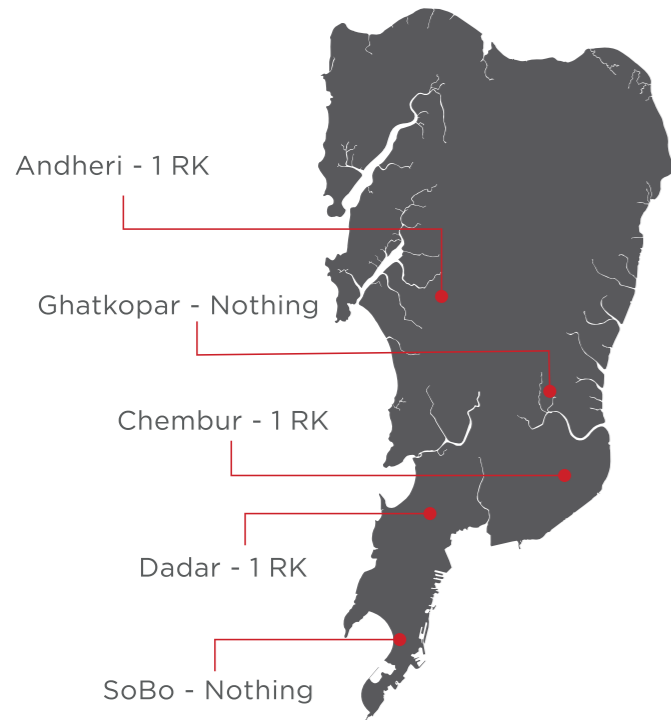 Andheri - 1 RK
Ghatkopar - Nothing
Chembur - 1 RK
Dadar - 1 RK
SoBo - Nothing